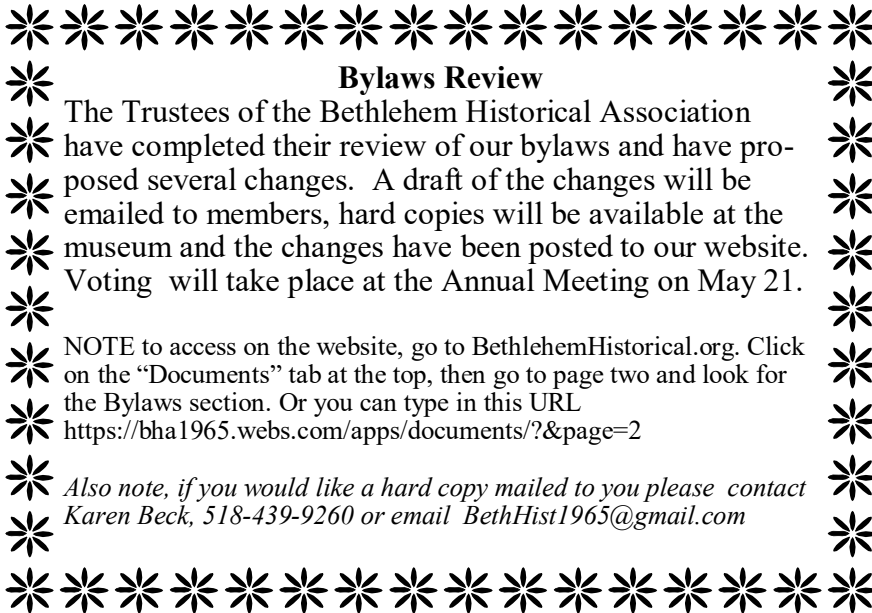 Bylaws Review
The Trustees of the Bethlehem Historical Association
have completed their review of our bylaws and have pro-
posed several changes.  A draft of the changes will be
emailed to members, hard copies will be available at the
museum and the changes have been posted to our website.
Voting  will take place at the Annual Meeting on May 21.
NOTE to access on the website, go to BethlehemHistorical.org. Click
on the “Documents” tab at the top, then go to page two and look for
the Bylaws section. Or you can type in this URL
https://bha1965.webs.com/apps/documents/?&page=2
Also note, if you would like a hard copy mailed to you please  contact
Karen Beck, 518-439-9260 or email  BethHist1965@gmail.com